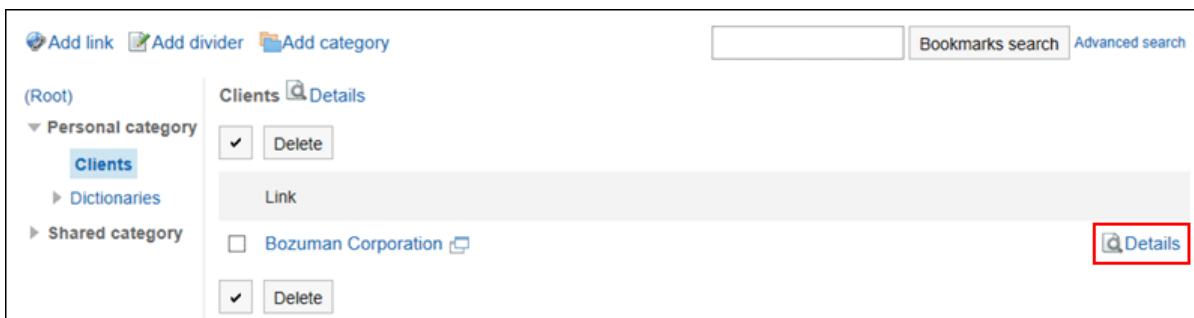 Add link Add divider Add category Bookmarks search Advanced search
(Root)
Clients Details
Personal category
Delete
Clients
Dictionaries
Link
Shared category
Bozuman Corporation Details
Delete